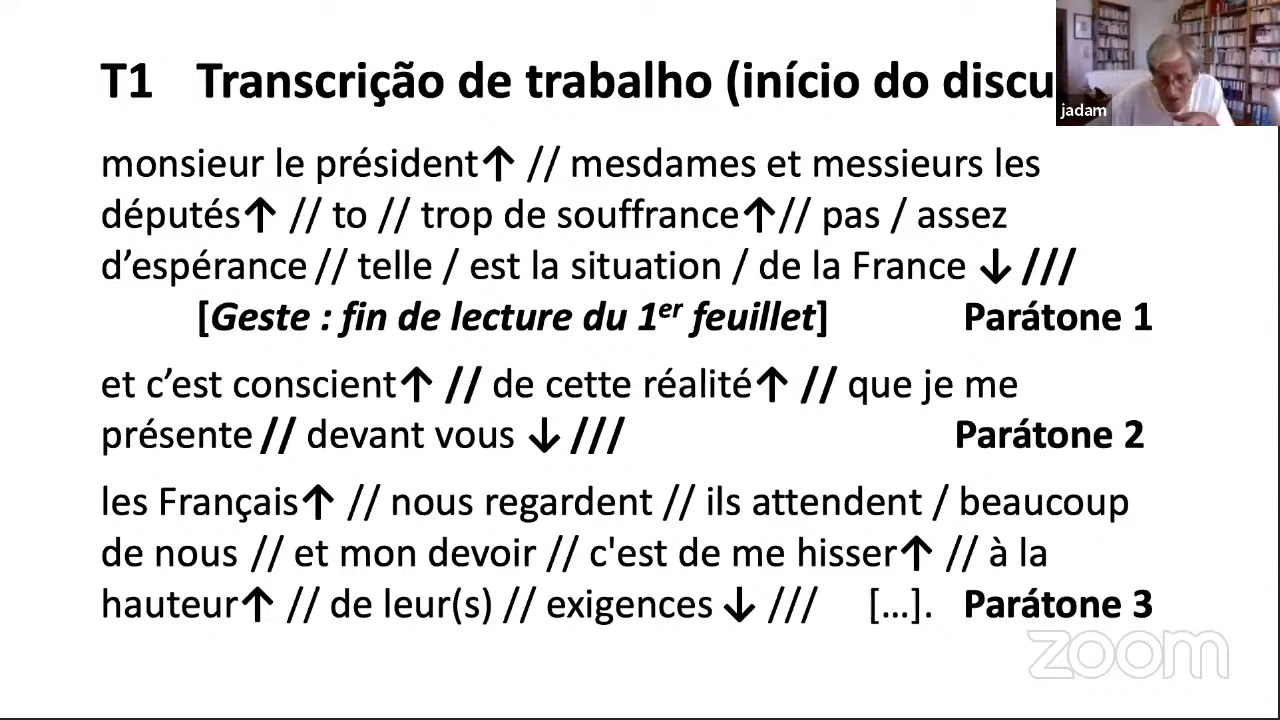 T1 Transcrição de trabalho (início do discu
jadam
monsieur le président↑ // mesdames et messieurs les
députés↑ // to // trop de souffrance↑// pas / assez
d’espérance // telle / est la situation / de la France ↓ ///
[Geste : fin de lecture du 1er feuillet] Parátone 1
et c’est conscient↑ // de cette réalité↑ // que je me
présente // devant vous ↓ /// Parátone 2
les Français↑ // nous regardent // ils attendent / beaucoup
de nous // et mon devoir // c'est de me hisser↑ // à la
hauteur↑ // de leur(s) // exigences ↓ /// [...]. Parátone 3
zoom